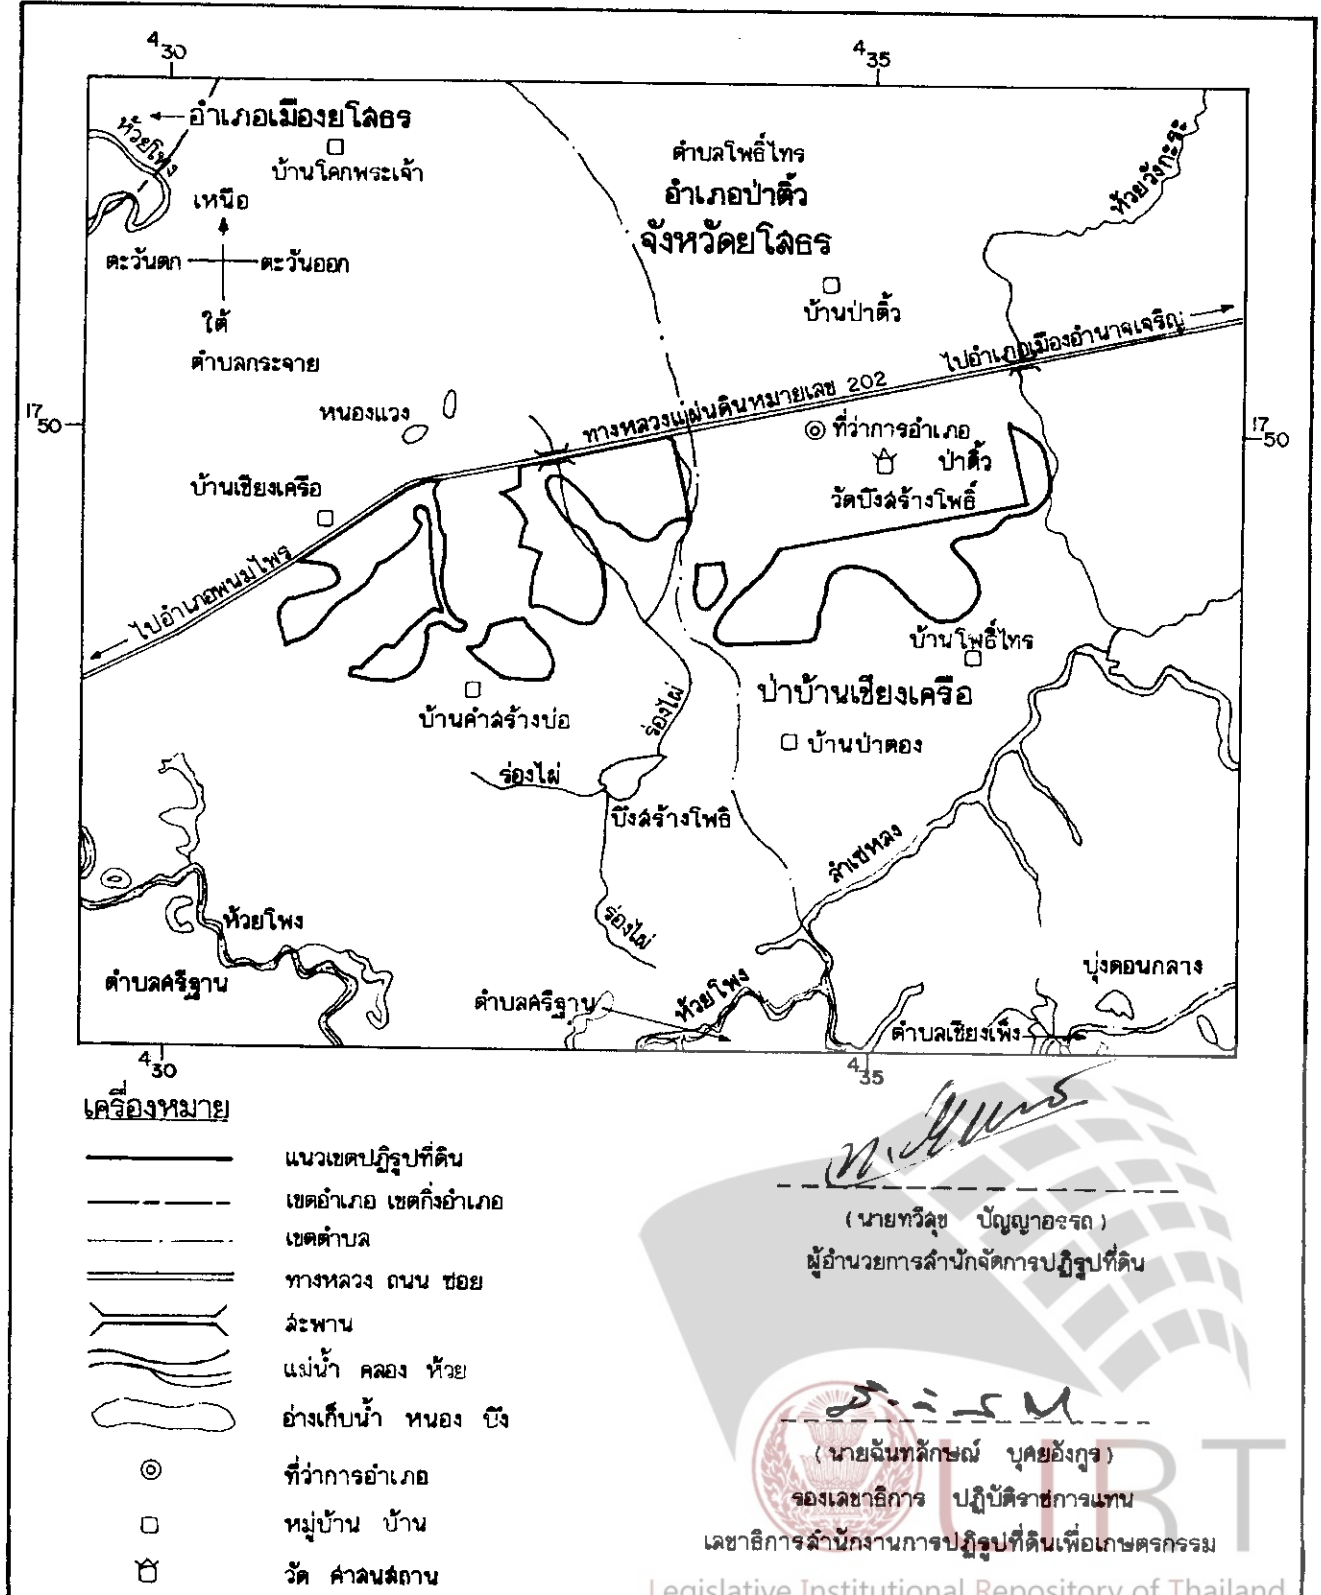 4 30
4 35
อำเภอเมืองยโสธร
ห้วยโพง
บ้านโคกพระเจ้า
ตำบลโพธิ์ไทร
อำเภอป่าติ้ว
จังหวัดยโสธร
ห้วยวังกะระ
เหนือ
ตะวันตก ตะวันออก
ใต้
ตำบลกระจาย
บ้านป่าติ้ว
ไปอำเภอเมืองอำนาจเจริญ
ทางหลวงแผ่นดินหมายเลข 202
17 50
17 50
หนองแวง
ที่ว่าการอำเภอ
ป่าติ้ว
วัดบึงสร้างโพธิ์
บ้านเชียงเครือ
ไปอำเภอพนมไพร
บ้านโพธิ์ไทร
ป่าบ้านเชียงเครือ
บ้านคำสร้างบ่อ
ร่องไผ่
บ้านป่าตอง
ร่องไผ่
บึงสร้างโพธิ
ลำเซหลง
ร่องไผ่
ห้วยโพง
ตำบลศรีฐาน
ตำบลศรีฐาน
ห้วยโพง
บุ่งดอนกลาง
ตำบลเชียงเพ็ง
4 30
4 35
เครื่องหมาย
แนวเขตปฏิรูปที่ดิน
เขตอำเภอ เขตกิ่งอำเภอ
เขตตำบล
ทางหลวง ถนน ซอย
สะพาน
แม่น้ำ คลอง ห้วย
อ่างเก็บน้ำ หนอง บึง
ที่ว่าการอำเภอ
หมู่บ้าน บ้าน
วัด ศาสนสถาน
(นายทวีสุข ปัญญาอรรถ)
ผู้อำนวยการสำนักจัดการปฏิรูปที่ดิน
(นายฉันทลักษณ์ บุศยอังกูร)
รองเลขาธิการ ปฏิบัติราชการแทน
เลขาธิการสำนักงานการปฏิรูปที่ดินเพื่อเกษตรกรรม
LIRT
Legislative Institutional Repository of Thailand